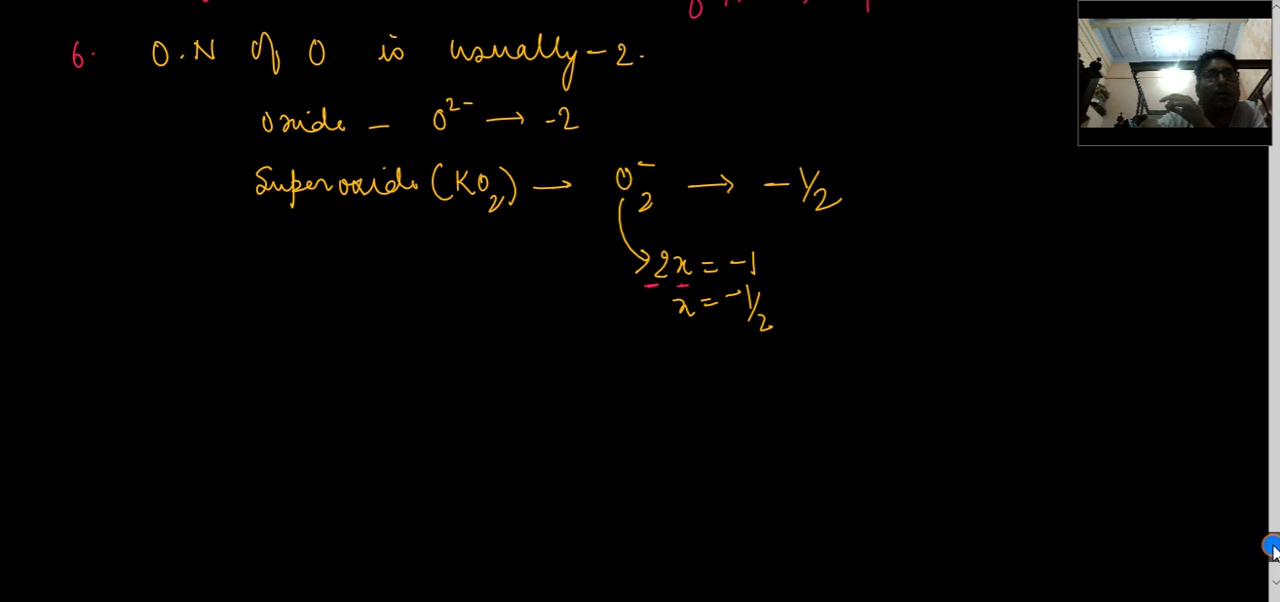 6. O.N of O is usually -2.
oxide - O²⁻ → -2
Superoxide (KO₂) → O₂⁻ → -1/2
2x = -1
x = -1/2